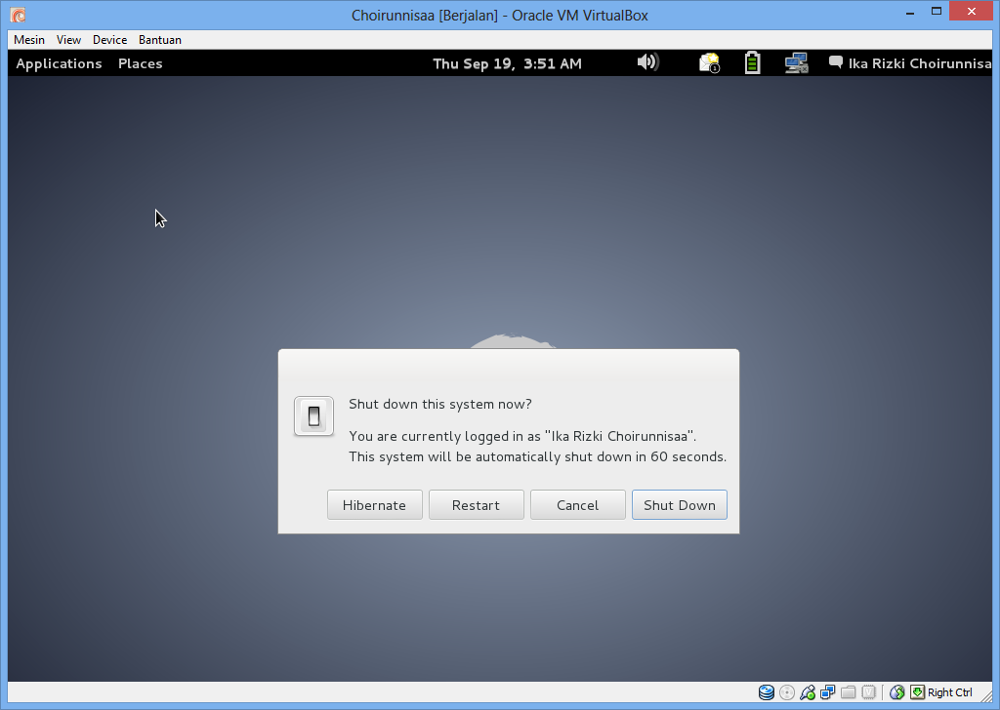 Choirunnisaa [Berjalan] - Oracle VM VirtualBox
Mesin View Device Bantuan
Applications Places Thu Sep 19, 3:51 AM 1 Ika Rizki Choirunnisa
Shut down this system now?
You are currently logged in as "Ika Rizki Choirunnisaa".
This system will be automatically shut down in 60 seconds.
Hibernate Restart Cancel Shut Down
Right Ctrl